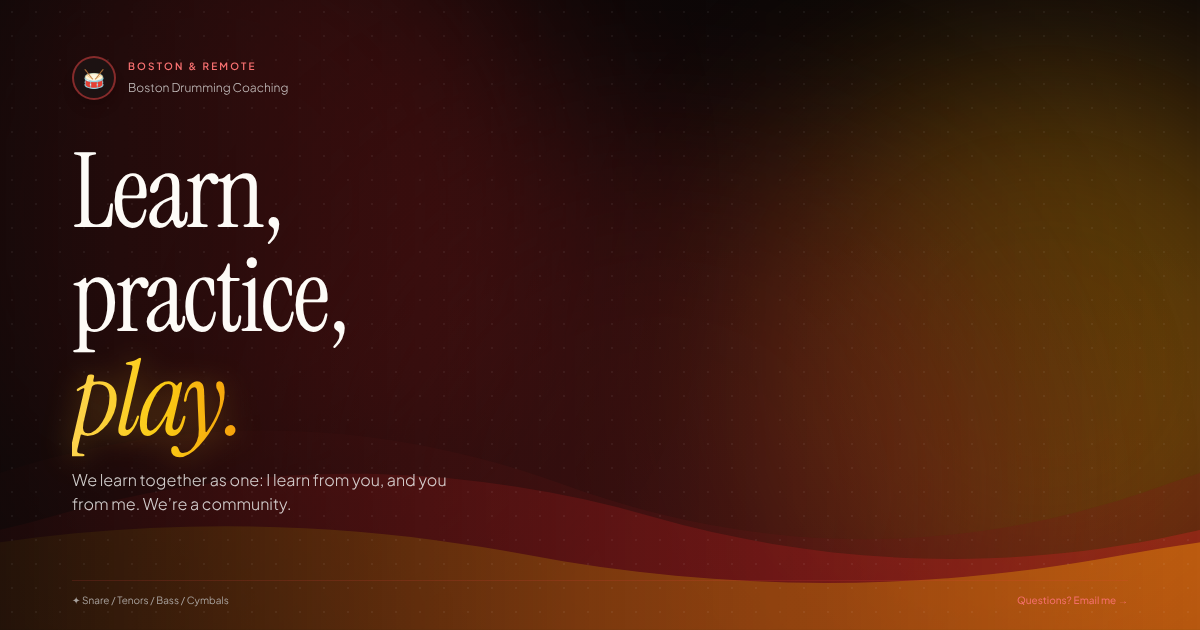 BOSTON & REMOTE
Boston Drumming Coaching
Learn,
practice,
play.
We learn together as one: I learn from you, and you
from me. We’re a community.
✦ Snare / Tenors / Bass / Cymbals
Questions? Email me →